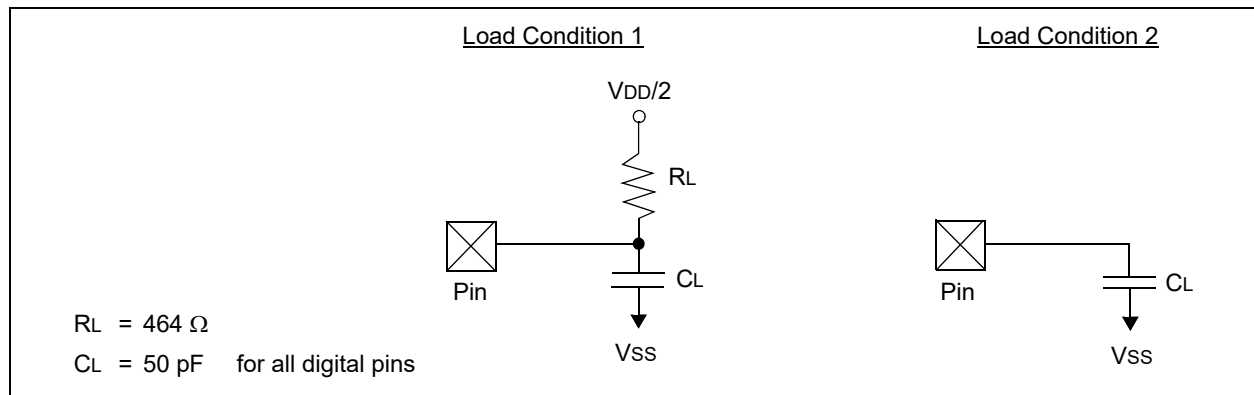 Load Condition 1
Load Condition 2
VDD/2
RL
Pin
CL
VSS
Pin
CL
VSS
RL = 464 Ω
CL = 50 pF for all digital pins